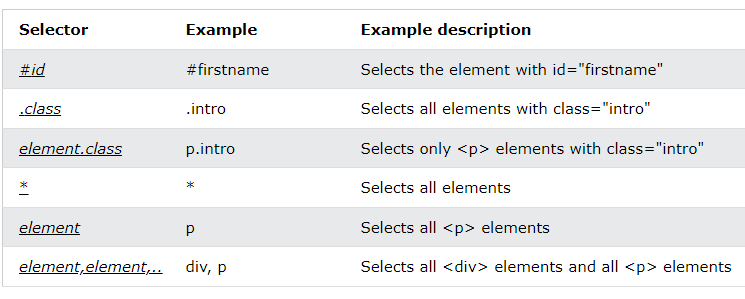 Selector Example Example description
#id #firstname Selects the element with id="firstname"
.class .intro Selects all elements with class="intro"
element.class p.intro Selects only <p> elements with class="intro"
* * Selects all elements
element p Selects all <p> elements
element,element,.. div, p Selects all <div> elements and all <p> elements